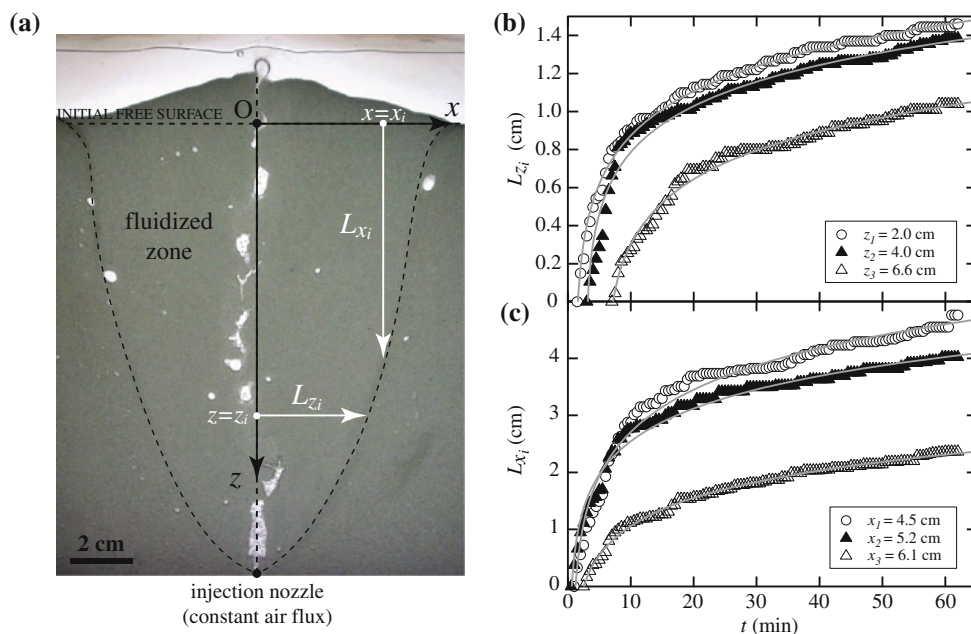 (a)
INITIAL FREE SURFACE
O
x
x=x_i
fluidized
zone
L_{x_i}
z=z_i
L_{z_i}
z
2 cm
injection nozzle
(constant air flux)
(b)
1.4
1.2
1.0
0.8
0.6
0.4
0.2
0
L_{z_i} (cm)
z_1 = 2.0 cm
z_2 = 4.0 cm
z_3 = 6.6 cm
(c)
4
3
2
1
0
L_{x_i} (cm)
x_1 = 4.5 cm
x_2 = 5.2 cm
x_3 = 6.1 cm
0 10 20 30 40 50 60
t (min)